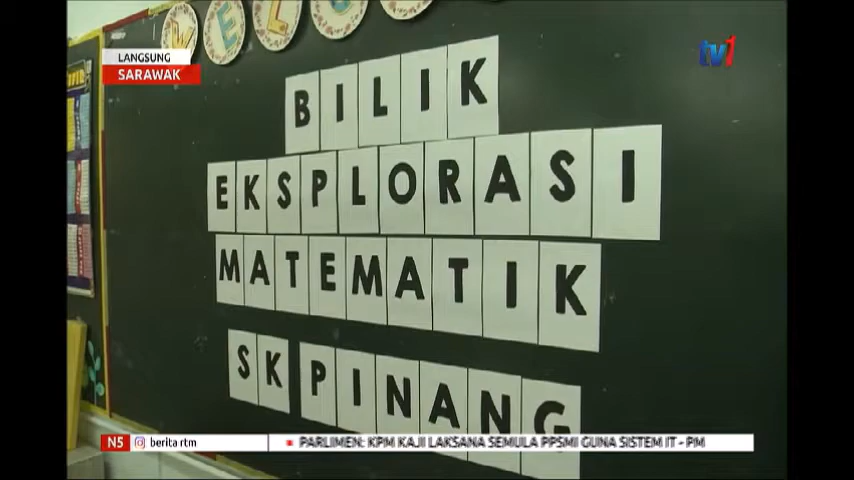 WEL
LANGSUNG
SARAWAK
tv1
BILIK
EKSPLORASI
MATEMATIK
SK PINANG
N5 berita rtm PARLIMEN: KPM KAJI LAKSANA SEMULA PPSMI GUNA SISTEM IT - PM